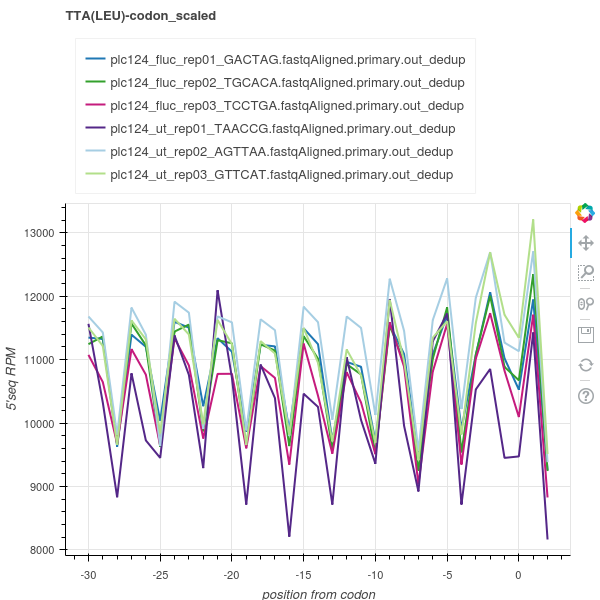 TTA(LEU)-codon_scaled
plc124_fluc_rep01_GACTAG.fastqAligned.primary.out_dedup
plc124_fluc_rep02_TGCACA.fastqAligned.primary.out_dedup
plc124_fluc_rep03_TCCTGA.fastqAligned.primary.out_dedup
plc124_ut_rep01_TAACCG.fastqAligned.primary.out_dedup
plc124_ut_rep02_AGTTAA.fastqAligned.primary.out_dedup
plc124_ut_rep03_GTTCAT.fastqAligned.primary.out_dedup
13000
12000
11000
10000
9000
8000
5'seq RPM
-30 -25 -20 -15 -10 -5 0
position from codon